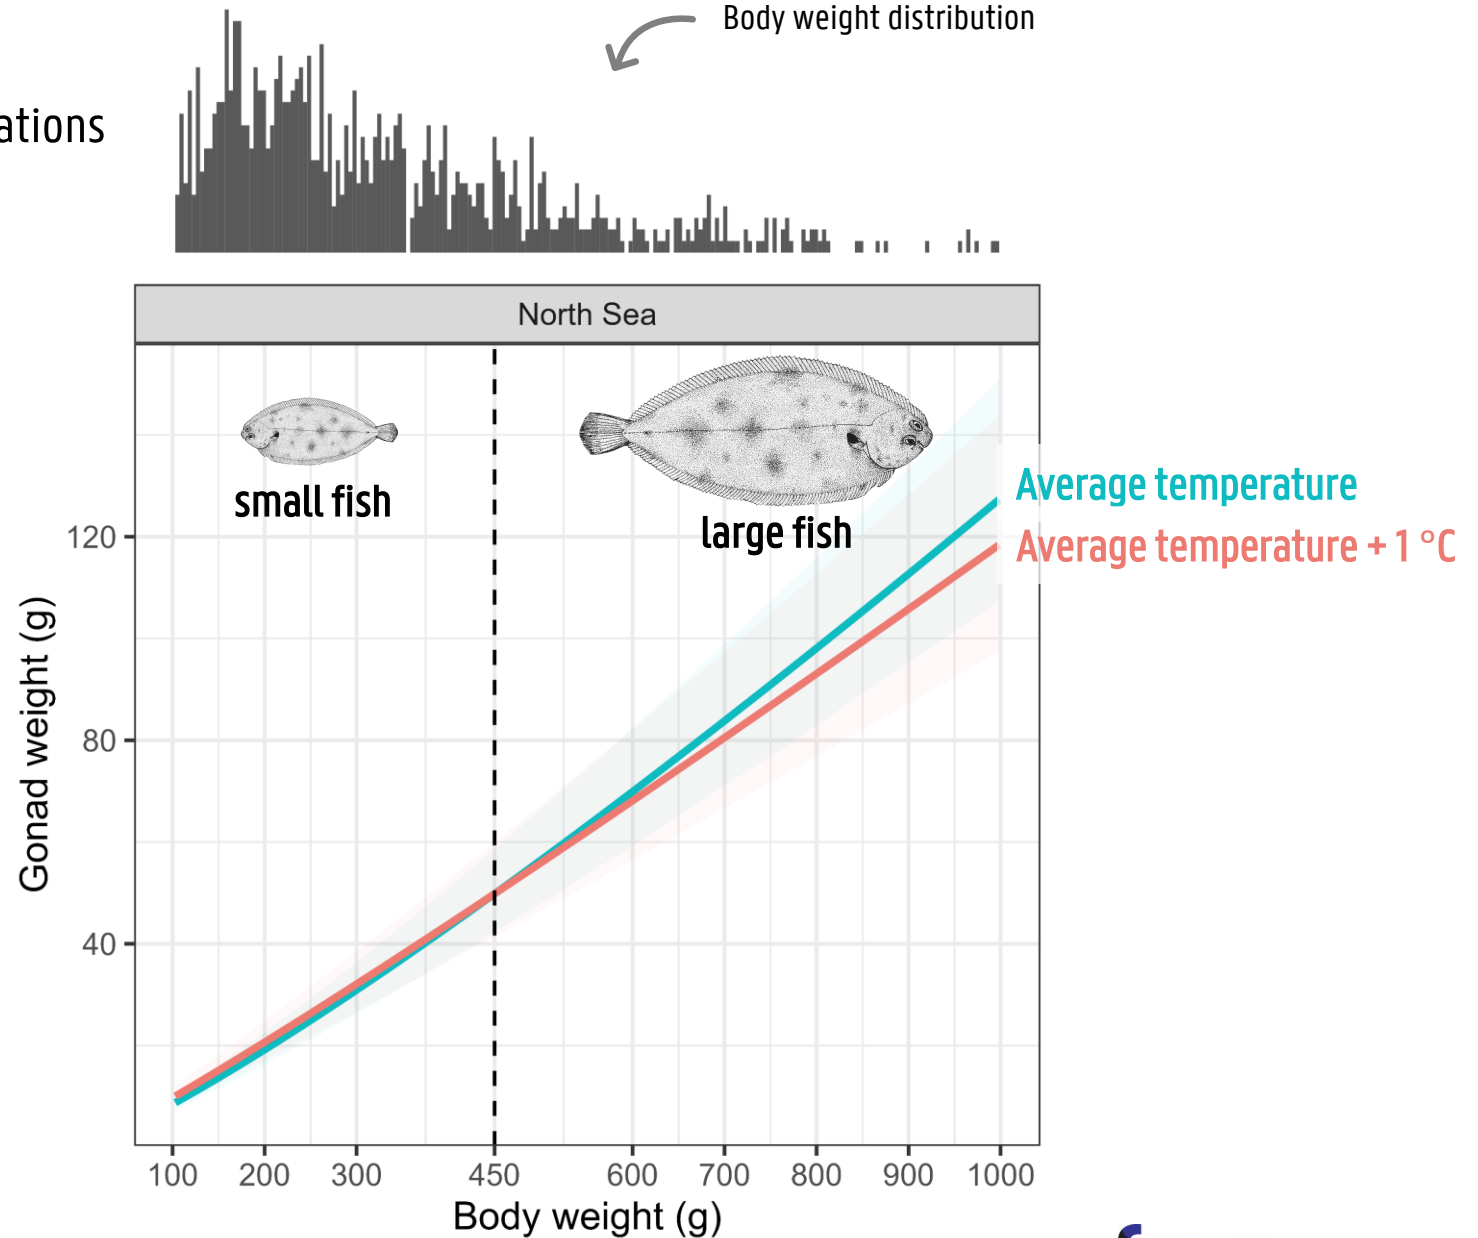 Body weight distribution
ations
North Sea
small fish
large fish
Average temperature
Average temperature + 1 °C
120
80
40
Gonad weight (g)
100 200 300 450 600 700 800 900 1000
Body weight (g)